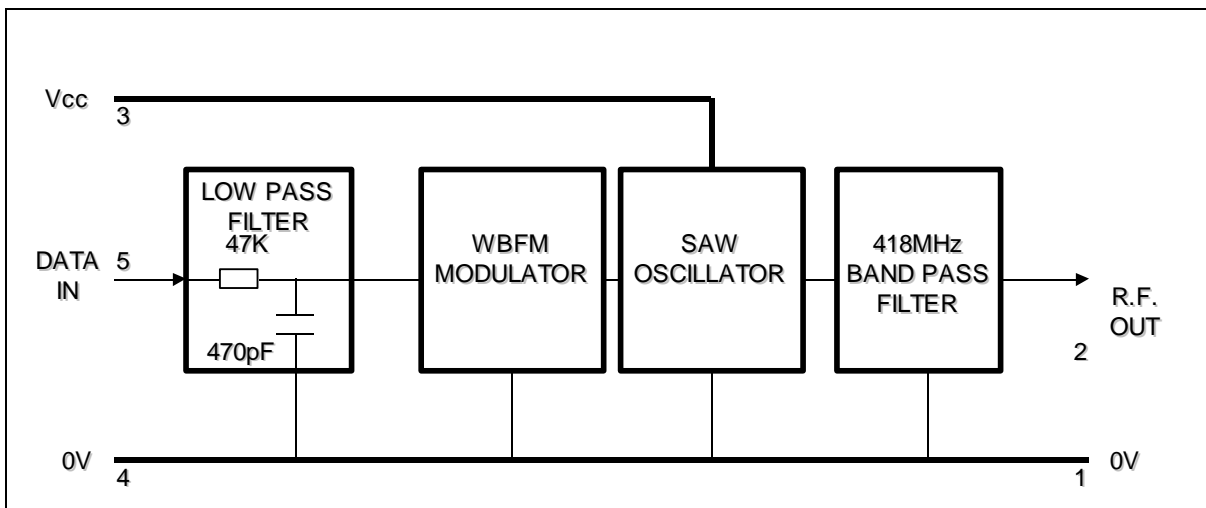 Vcc
3
LOW PASS
FILTER
47K
470pF
DATA
IN
5
WBFM
MODULATOR
SAW
OSCILLATOR
418MHz
BAND PASS
FILTER
R.F.
OUT
2
0V
4
1
0V